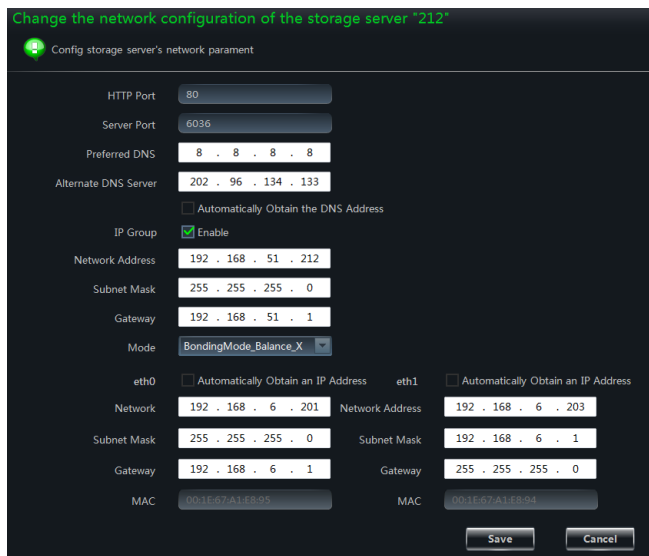 Change the network configuration of the storage server "212"
Config storage server's network parament
HTTP Port 80
Server Port 6036
Preferred DNS 8 . 8 . 8 . 8
Alternate DNS Server 202 . 96 . 134 . 133
Automatically Obtain the DNS Address
IP Group Enable
Network Address 192 . 168 . 51 . 212
Subnet Mask 255 . 255 . 255 . 0
Gateway 192 . 168 . 51 . 1
Mode BondingMode_Balance_X
eth0 Automatically Obtain an IP Address eth1 Automatically Obtain an IP Address
Network 192 . 168 . 6 . 201 Network Address 192 . 168 . 6 . 203
Subnet Mask 255 . 255 . 255 . 0 Subnet Mask 192 . 168 . 6 . 1
Gateway 192 . 168 . 6 . 1 Gateway 255 . 255 . 255 . 0
MAC 00:1E:67:A1:E8:95 MAC 00:1E:67:A1:E8:94
Save Cancel